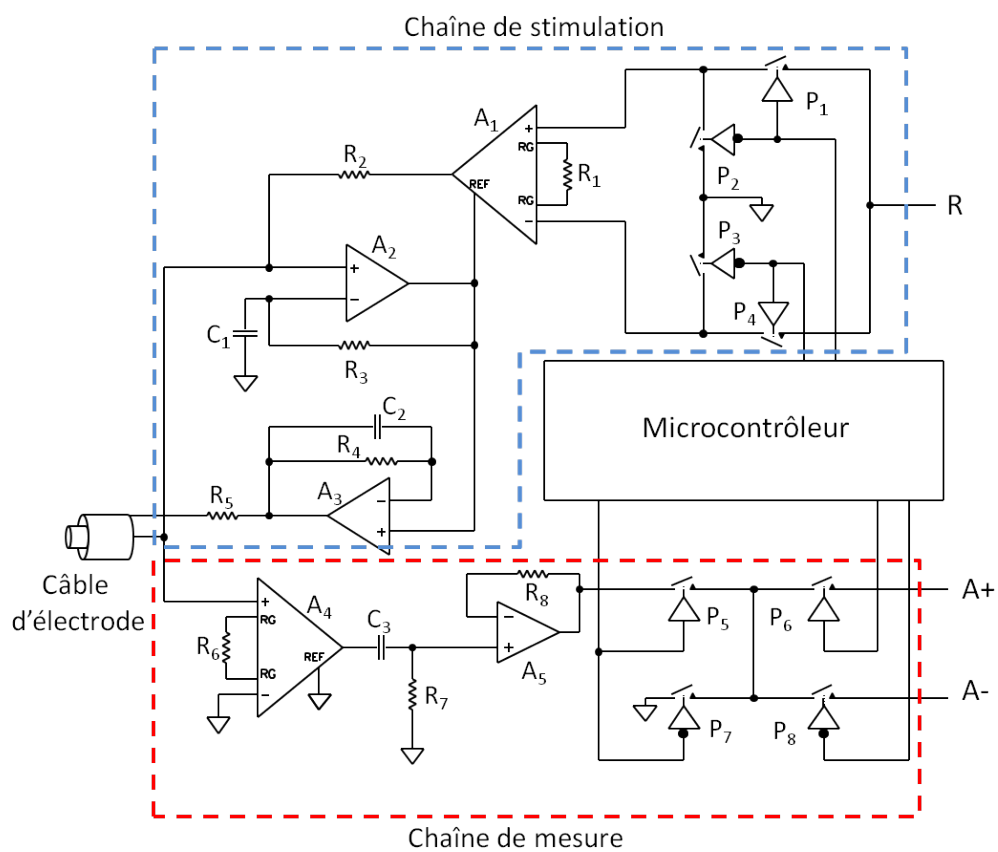 Chaîne de stimulation
A1
+
RG
RG
−
REF
R1
R2
P1
P2
P3
P4
R
A2
+
−
C1
R3
C2
R4
A3
−
+
R5
Microcontrôleur
Câble
d'électrode
A4
+
RG
RG
−
REF
R6
C3
R7
R8
−
+
A5
P5
P6
A+
P7
P8
A-
Chaîne de mesure